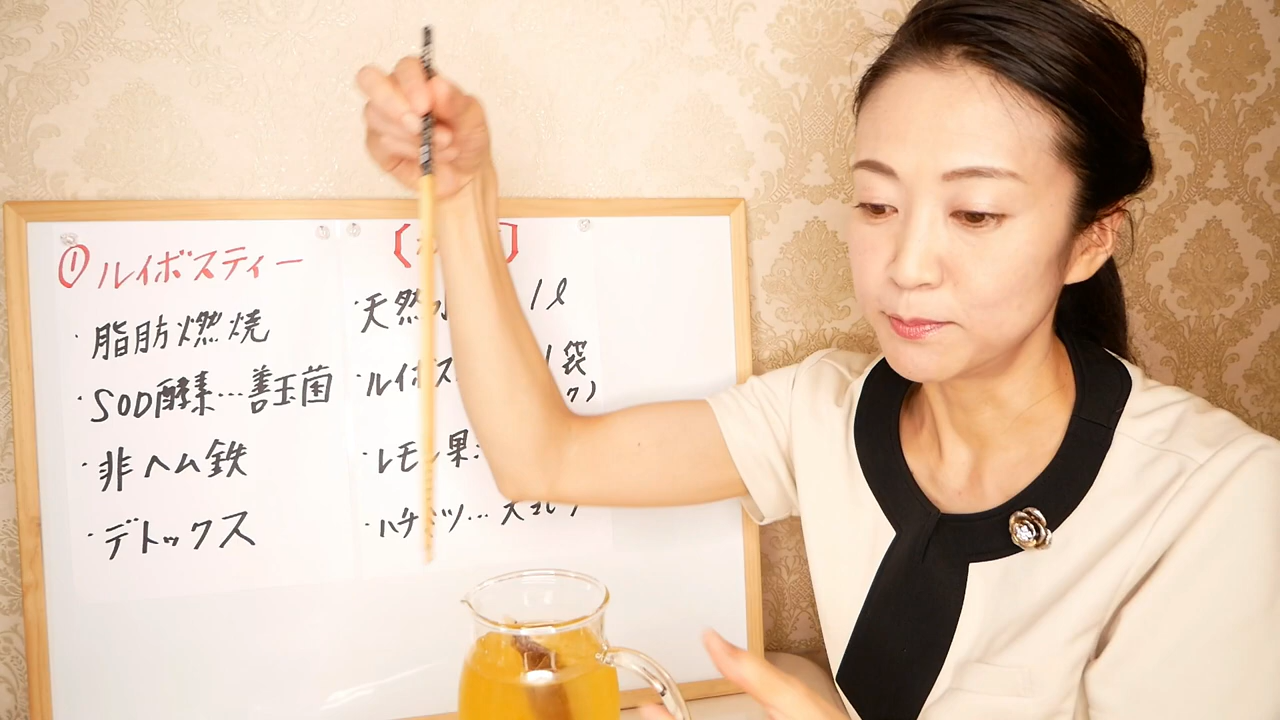 ① ルイボスティー
・脂肪燃焼
・SOD酵素…善玉菌
・非ヘム鉄
・デトックス
【 】
・天然 1ℓ
・ルイボス 1袋
ク)
・レモン果
・ハチミツ…大